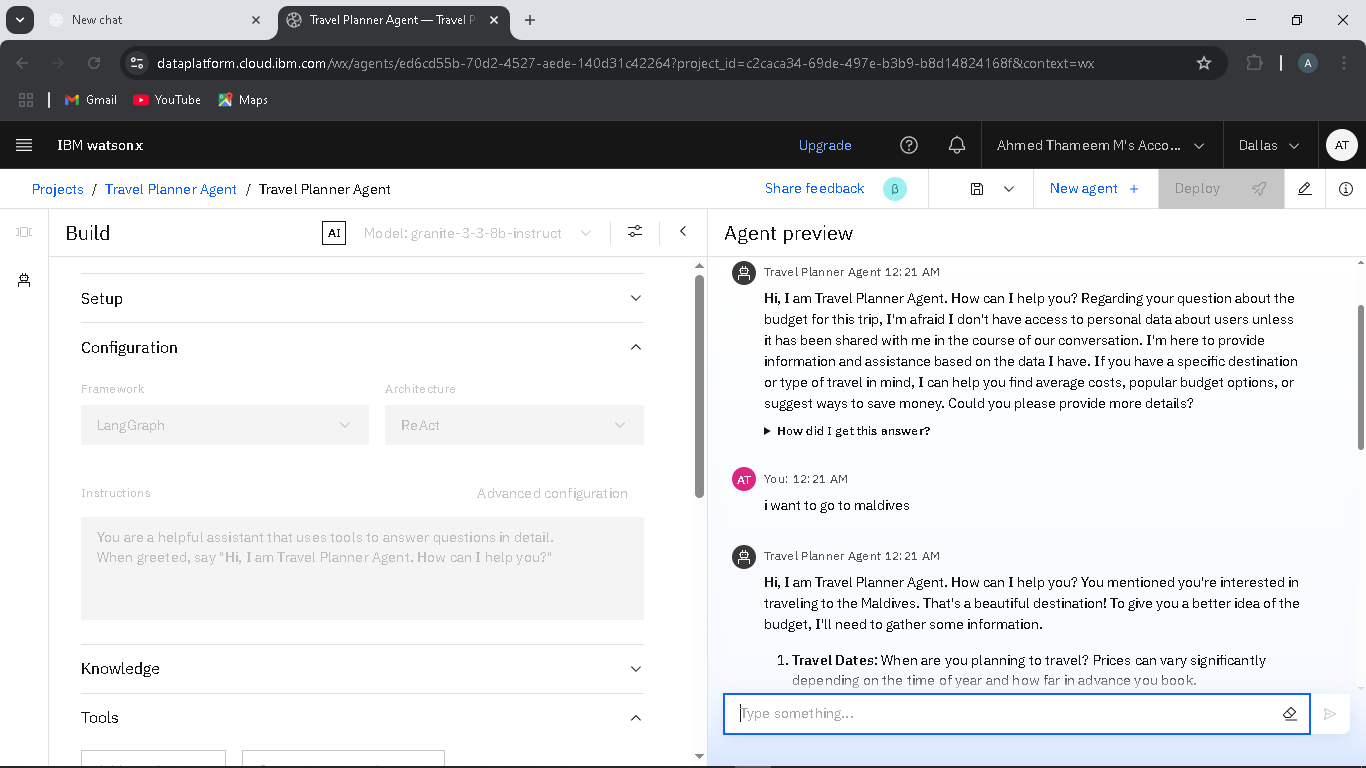 New chat
Travel Planner Agent — Travel P
dataplatform.cloud.ibm.com/wx/agents/ed6cd55b-70d2-4527-aede-140d31c42264?project_id=c2caca34-69de-497e-b3b9-b8d14824168f&context=wx
A
Gmail
YouTube
Maps
IBM watsonx
Upgrade
Ahmed Thameem M's Acco...
Dallas
AT
Projects / Travel Planner Agent / Travel Planner Agent
Share feedback
β
New agent +
Deploy
Build
AI
Model: granite-3-3-8b-instruct
Setup
Configuration
Framework
Architecture
LangGraph
ReAct
Instructions
Advanced configuration
You are a helpful assistant that uses tools to answer questions in detail.
When greeted, say "Hi, I am Travel Planner Agent. How can I help you?"
Knowledge
Tools
Agent preview
Travel Planner Agent 12:21 AM
Hi, I am Travel Planner Agent. How can I help you? Regarding your question about the
budget for this trip, I'm afraid I don't have access to personal data about users unless
it has been shared with me in the course of our conversation. I'm here to provide
information and assistance based on the data I have. If you have a specific destination
or type of travel in mind, I can help you find average costs, popular budget options, or
suggest ways to save money. Could you please provide more details?
How did I get this answer?
AT
You: 12:21 AM
i want to go to maldives
Travel Planner Agent 12:21 AM
Hi, I am Travel Planner Agent. How can I help you? You mentioned you're interested in
traveling to the Maldives. That's a beautiful destination! To give you a better idea of the
budget, I'll need to gather some information.
1. Travel Dates: When are you planning to travel? Prices can vary significantly
depending on the time of year and how far in advance you book.
Type something...